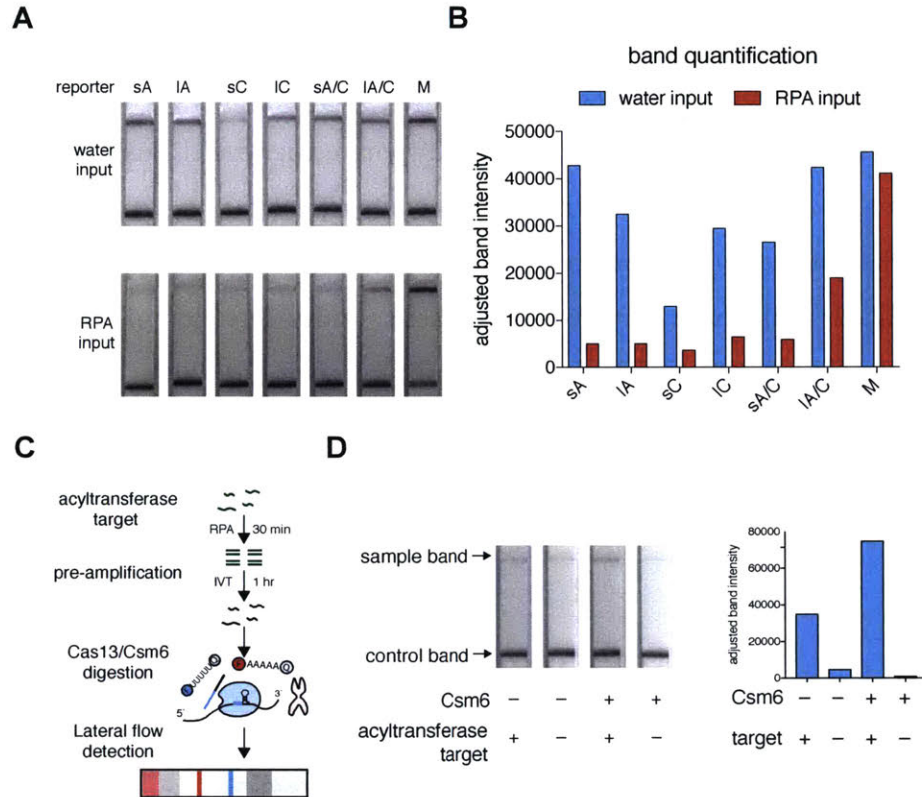 A
reporter sA lA sC lC sA/C lA/C M
water
input
RPA
input
B
band quantification
water input RPA input
adjusted band intensity
50000
40000
30000
20000
10000
0
sA lA sC lC sA/C lA/C M
C
acyltransferase
target
RPA 30 min
pre-amplification
IVT 1 hr
Cas13/Csm6
digestion
UUUU Q AAAAA Q
5' 3'
Lateral flow
detection
D
sample band
control band
Csm6 − − + +
acyltransferase
target + − + −
adjusted band intensity
80000
60000
40000
20000
0
Csm6 − − + +
target + − + −